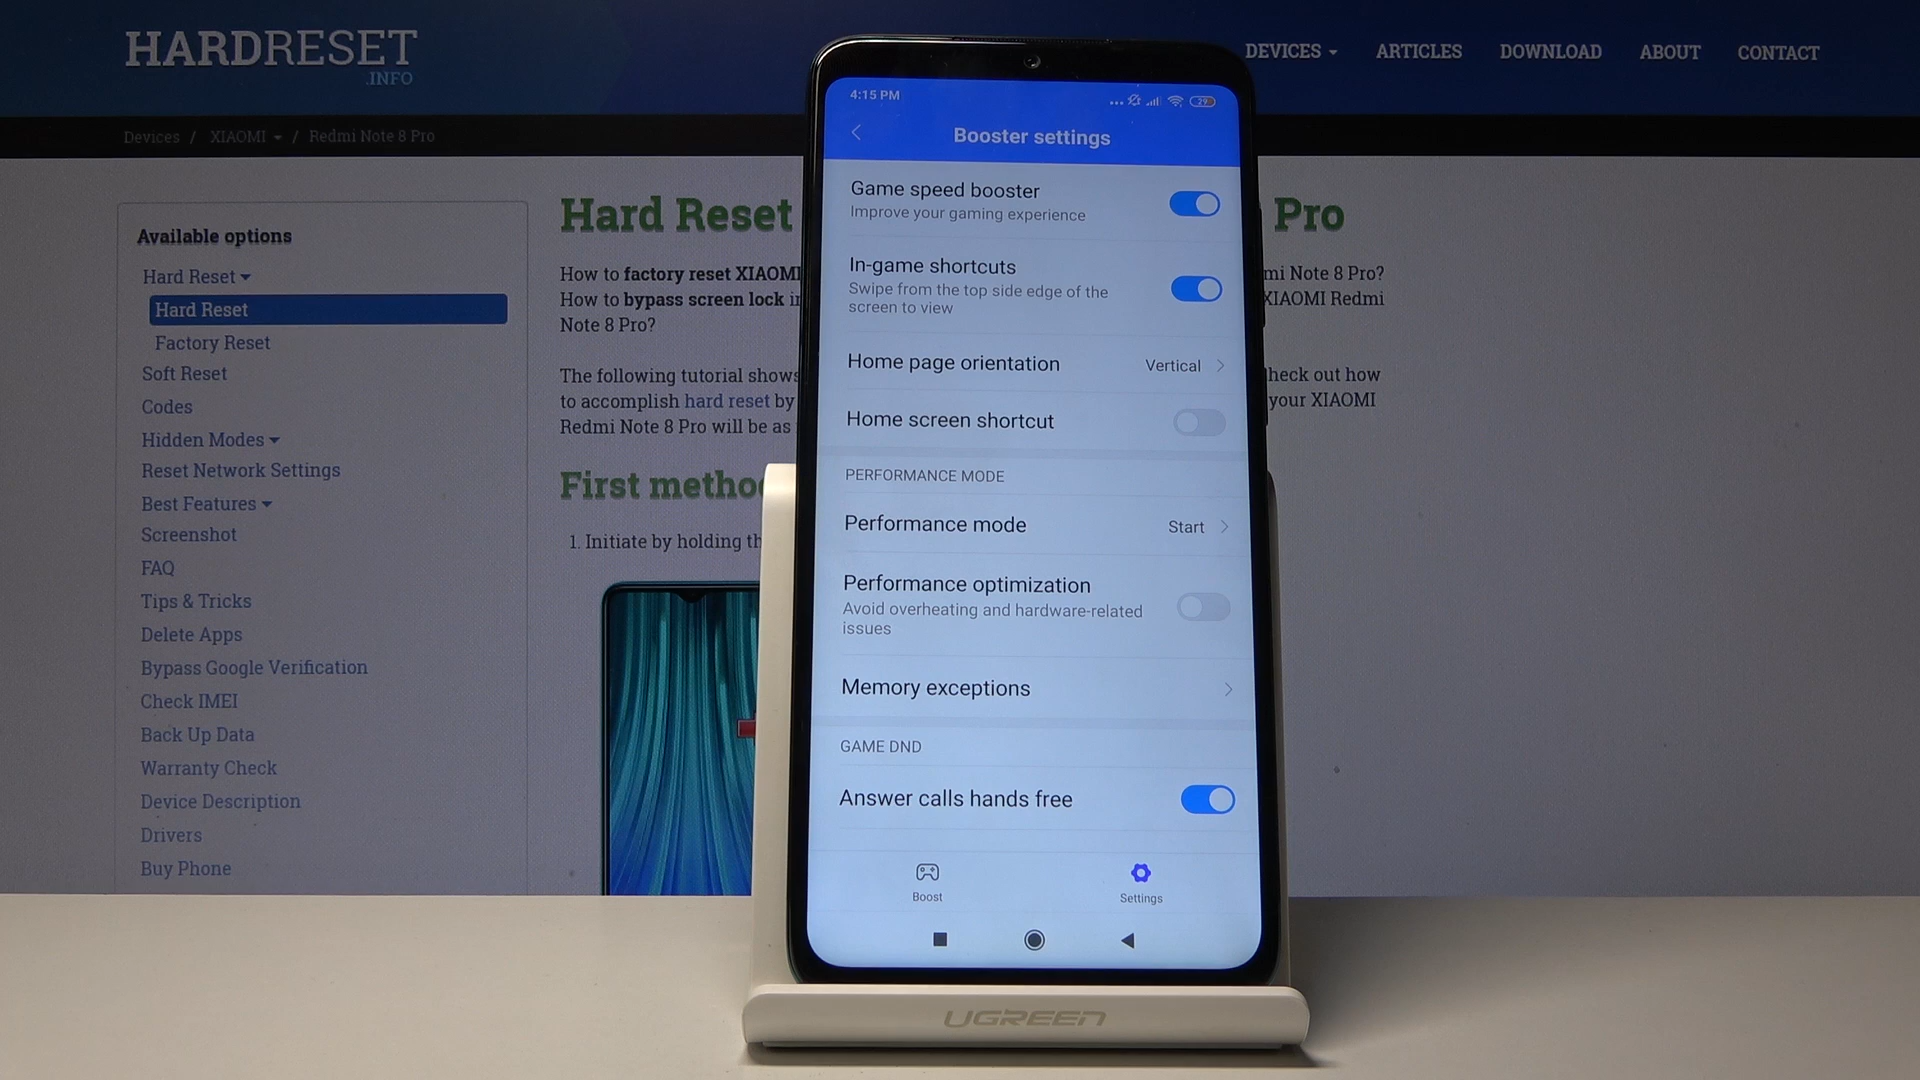 HARDRESET
.INFO
DEVICES
ARTICLES
DOWNLOAD
ABOUT
CONTACT
Devices / XIAOMI / Redmi Note 8 Pro
Available options
Hard Reset
Hard Reset
Factory Reset
Soft Reset
Codes
Hidden Modes
Reset Network Settings
Best Features
Screenshot
FAQ
Tips & Tricks
Delete Apps
Bypass Google Verification
Check IMEI
Back Up Data
Warranty Check
Device Description
Drivers
Buy Phone
Hard Reset Pro
How to factory reset XIAOMI mi Note 8 Pro?
How to bypass screen lock in XIAOMI Redmi
Note 8 Pro?
The following tutorial shows heck out how
to accomplish hard reset by your XIAOMI
Redmi Note 8 Pro will be as
First metho
1. Initiate by holding th
4:15 PM
29
Booster settings
Game speed booster
Improve your gaming experience
In-game shortcuts
Swipe from the top side edge of the
screen to view
Home page orientation Vertical
Home screen shortcut
PERFORMANCE MODE
Performance mode Start
Performance optimization
Avoid overheating and hardware-related
issues
Memory exceptions
GAME DND
Answer calls hands free
Boost
Settings
UGREEN